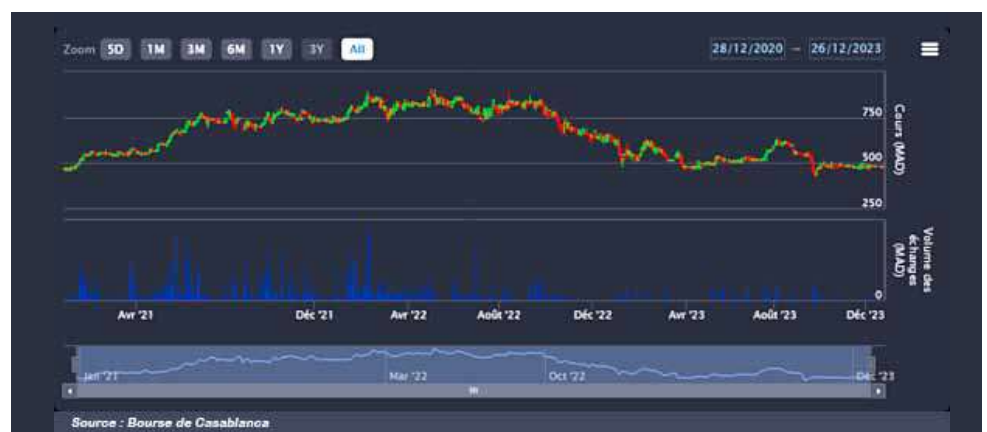 Zoom 5D 1M 3M 6M 1Y 3Y All 28/12/2020 – 26/12/2023
750
Cours (MAD)
500
250
Volume des
échanges
(MAD)
0
Avr '21 Déc '21 Avr '22 Août '22 Déc '22 Avr '23 Août '23 Déc '23
Jan '21 Mar '22 Oct '22 Déc '23
Source : Bourse de Casablanca